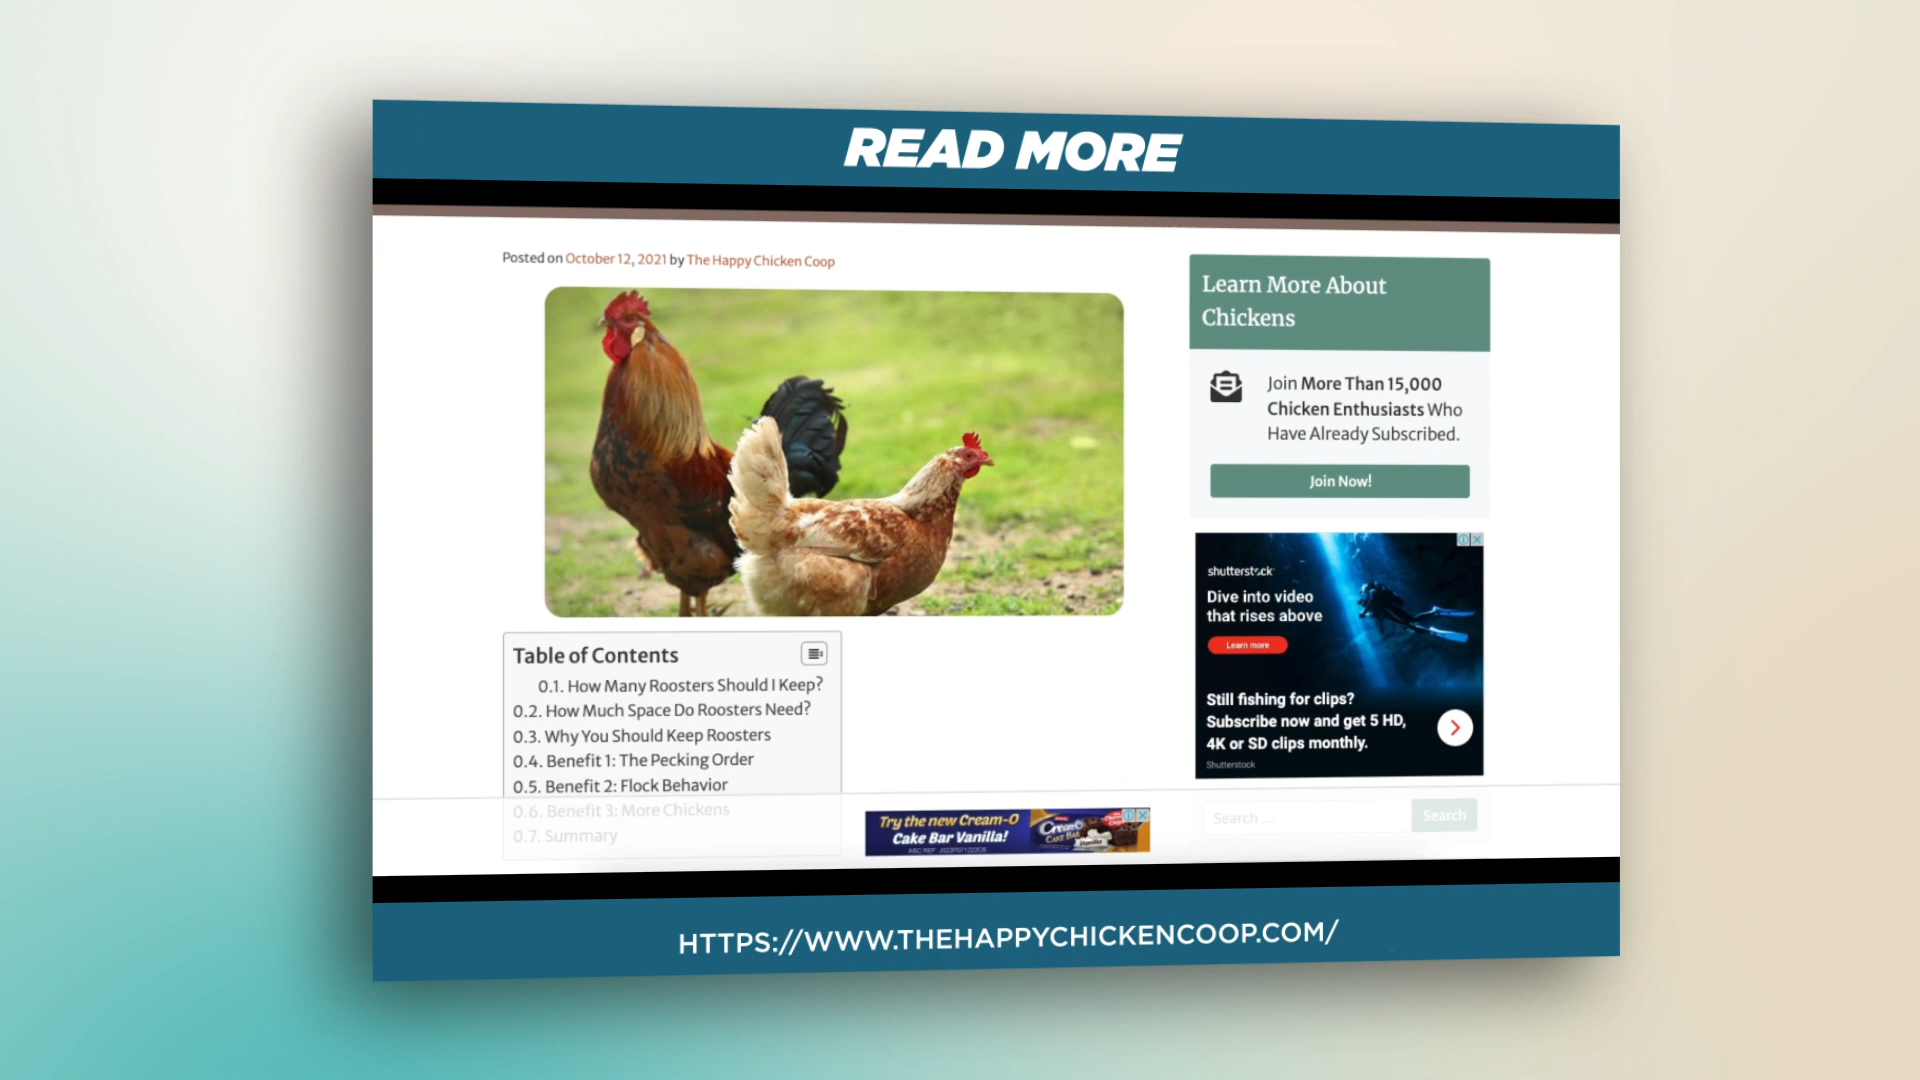 READ MORE
Posted on October 12, 2021 by The Happy Chicken Coop
Learn More About
Chickens
Join More Than 15,000
Chicken Enthusiasts Who
Have Already Subscribed.
Join Now!
shutterstock
Dive into video
that rises above
Learn more
Still fishing for clips?
Subscribe now and get 5 HD,
4K or SD clips monthly.
Shutterstock
Table of Contents
0.1. How Many Roosters Should I Keep?
0.2. How Much Space Do Roosters Need?
0.3. Why You Should Keep Roosters
0.4. Benefit 1: The Pecking Order
0.5. Benefit 2: Flock Behavior
0.6. Benefit 3: More Chickens
0.7. Summary
Try the new Cream-O
Cake Bar Vanilla!
Cream-O
Cake Bar
Vanilla
Search ...
Search
HTTPS://WWW.THEHAPPYCHICKENCOOP.COM/